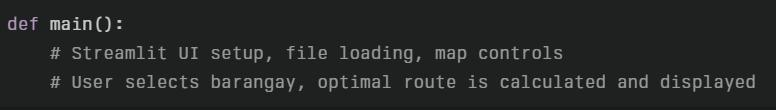 def main():
    # Streamlit UI setup, file loading, map controls
    # User selects barangay, optimal route is calculated and displayed